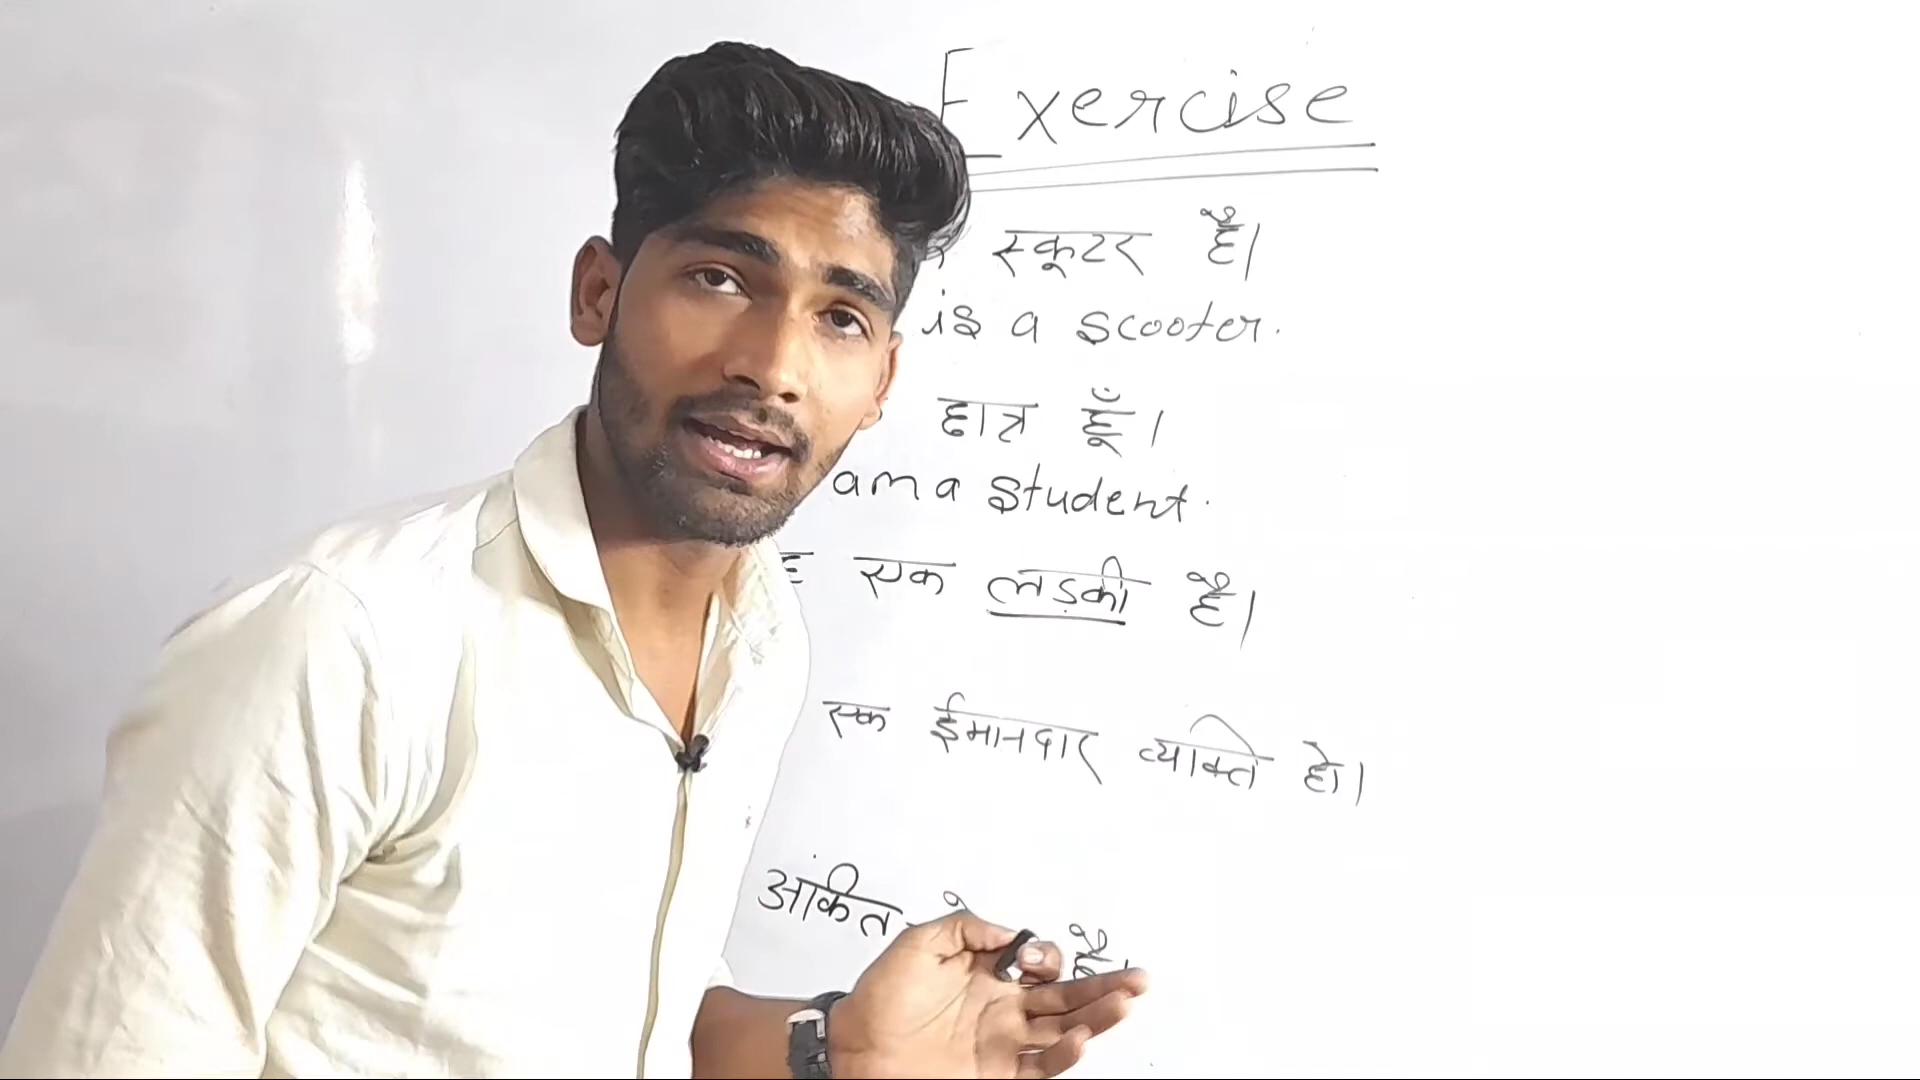 Exercise
स्कूटर है।
is a scooter.
छात्र हूँ।
am a student.
एक लड़की है।
एक ईमानदार व्यक्ति हो।
अंकित है।